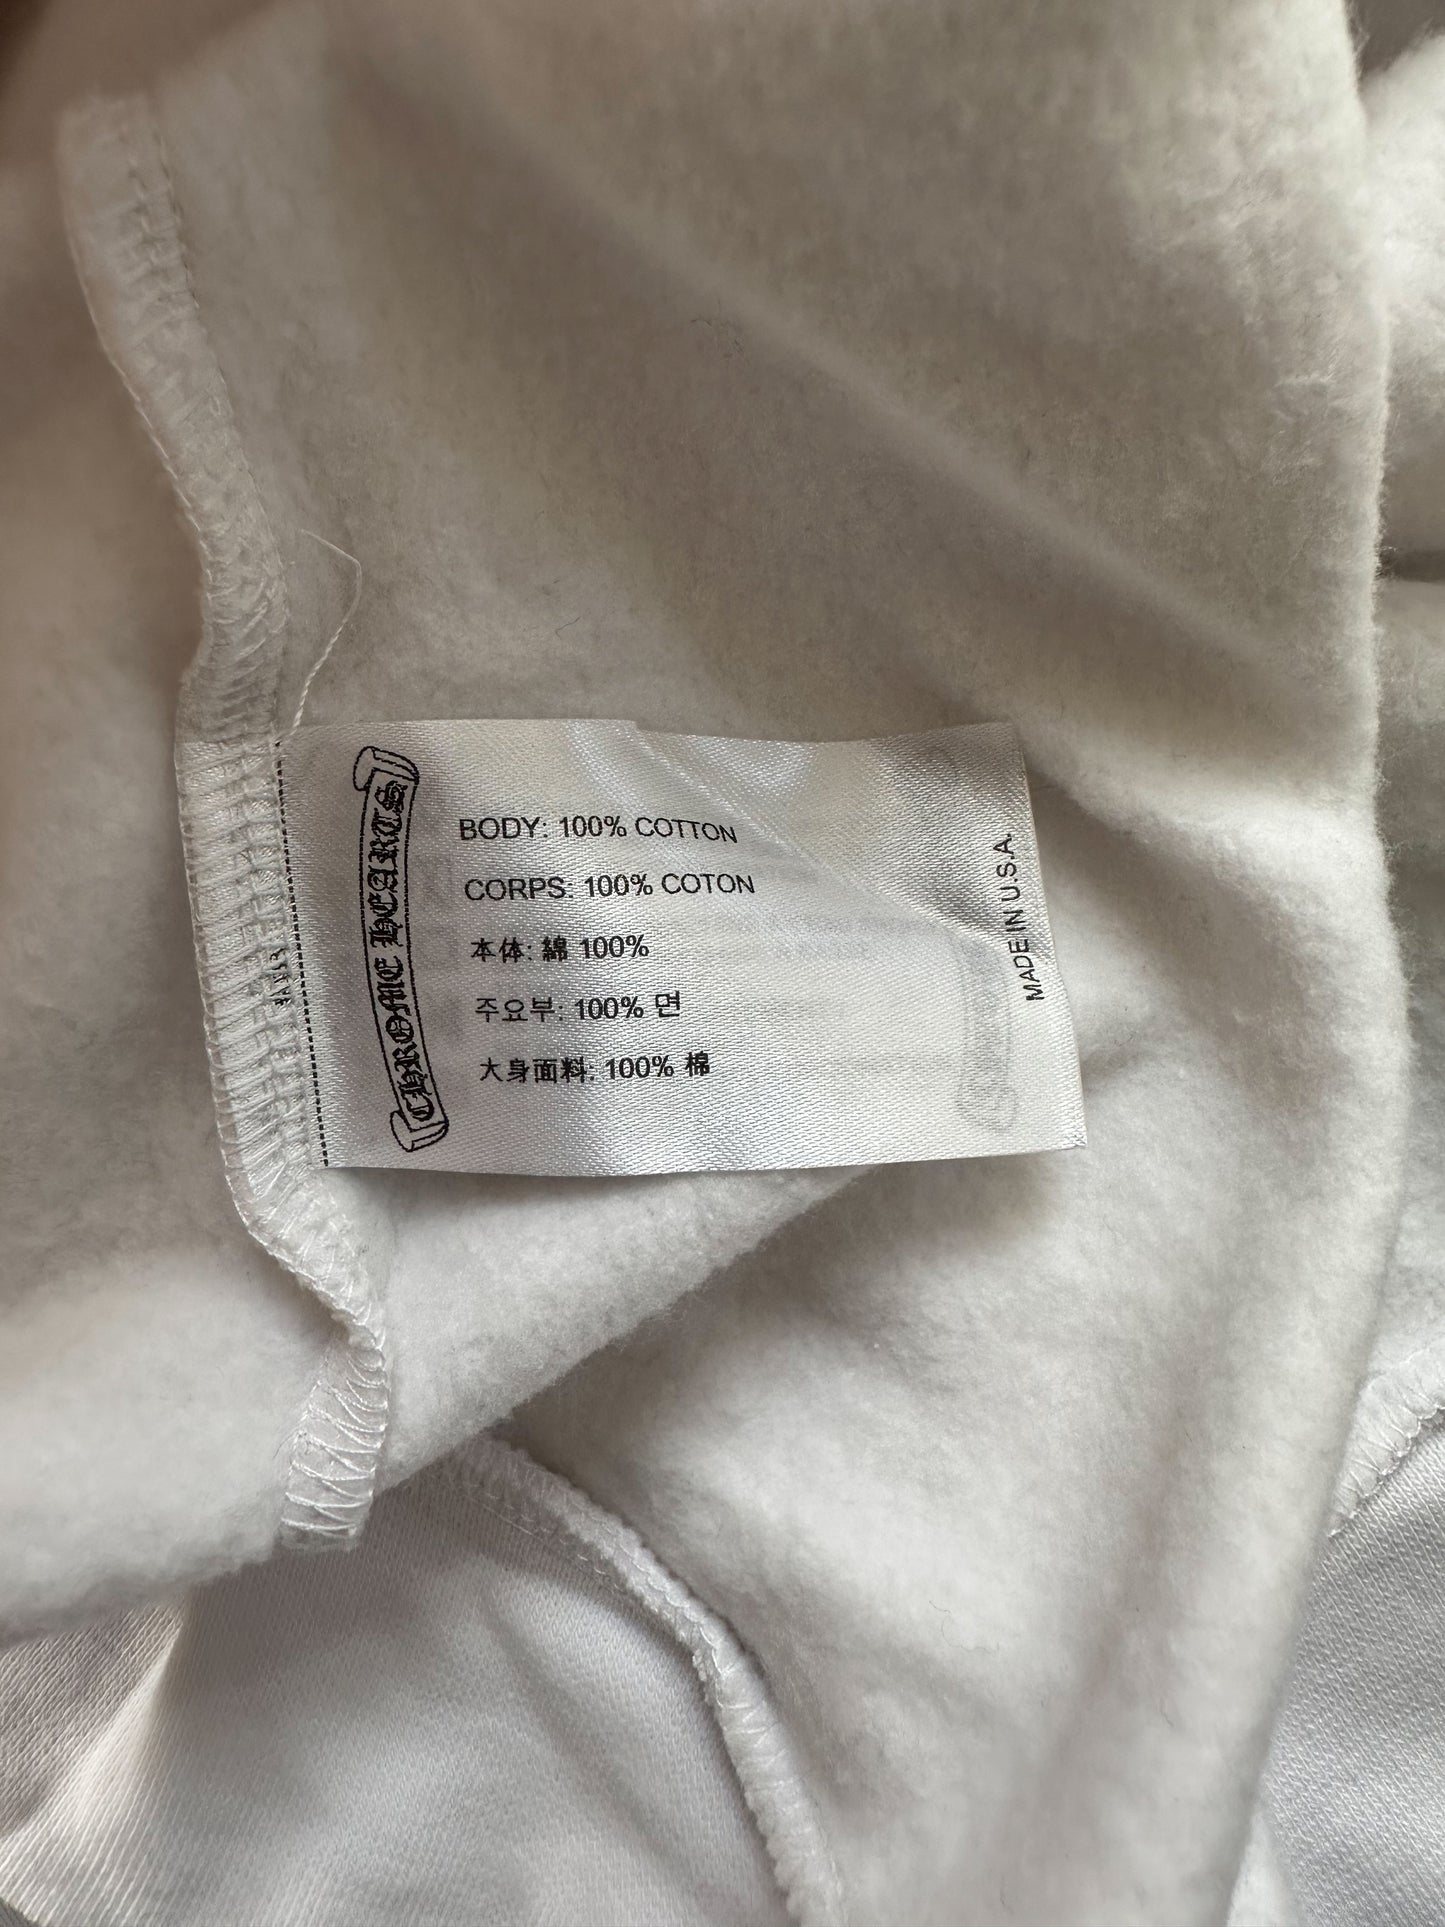 CHROME HEARTS
BODY: 100% COTTON
CORPS: 100% COTON
本体: 綿 100%
주요부: 100% 면
大身面料: 100% 棉
MADE IN U.S.A.